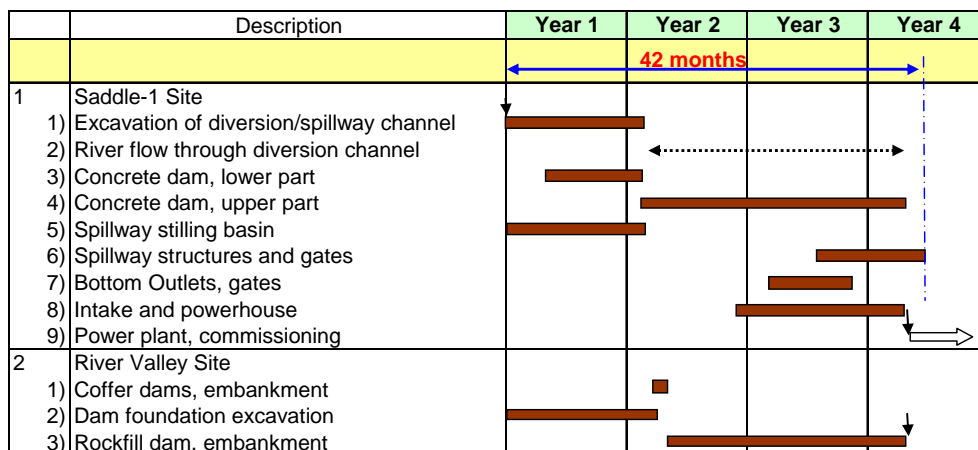 Description Year 1 Year 2 Year 3 Year 4
42 months
1 Saddle-1 Site
1) Excavation of diversion/spillway channel
2) River flow through diversion channel
3) Concrete dam, lower part
4) Concrete dam, upper part
5) Spillway stilling basin
6) Spillway structures and gates
7) Bottom Outlets, gates
8) Intake and powerhouse
9) Power plant, commissioning
2 River Valley Site
1) Coffer dams, embankment
2) Dam foundation excavation
3) Rockfill dam, embankment